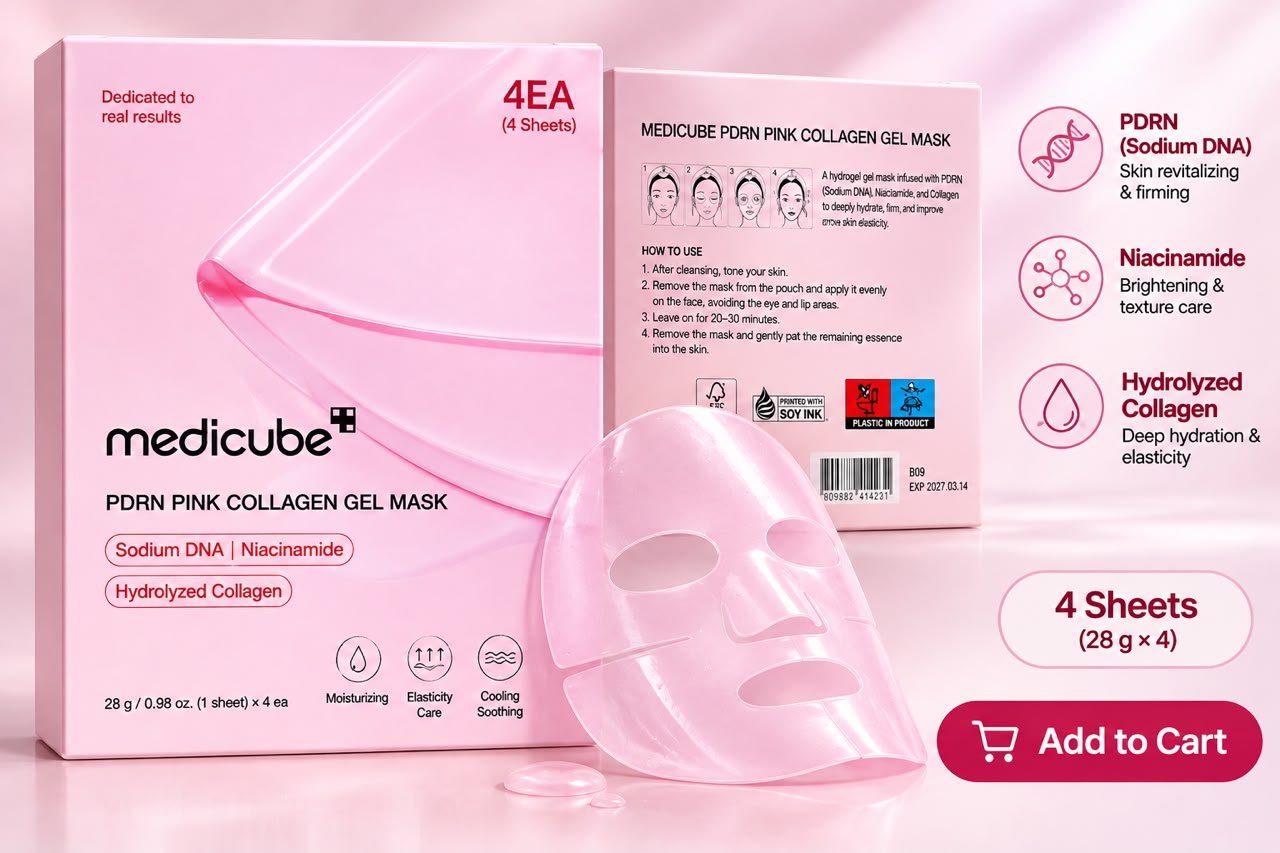 Dedicated to
real results
4EA
(4 Sheets)
medicube
PDRN PINK COLLAGEN GEL MASK
Sodium DNA | Niacinamide
Hydrolyzed Collagen
Moisturizing
Elasticity
Care
Cooling
Soothing
28 g / 0.98 oz. (1 sheet) × 4 ea
MEDICUBE PDRN PINK COLLAGEN GEL MASK
1 2 3 4
A hydrogel gel mask infused with PDRN
(Sodium DNA), Niaciamide, and Collagen
to deeply hydrate, firm, and improve
skin elasticity.
HOW TO USE
1. After cleansing, tone your skin.
2. Remove the mask from the pouch and apply it evenly
on the face, avoiding the eye and lip areas.
3. Leave on for 20–30 minutes.
4. Remove the mask and gently pat the remaining essence
into the skin.
PRINTED WITH
SOY INK
PLASTIC IN PRODUCT
809882 414231
B09
EXP 2027.03.14
PDRN
(Sodium DNA)
Skin revitalizing
& firming
Niacinamide
Brightening &
texture care
Hydrolyzed
Collagen
Deep hydration &
elasticity
4 Sheets
(28 g × 4)
Add to Cart